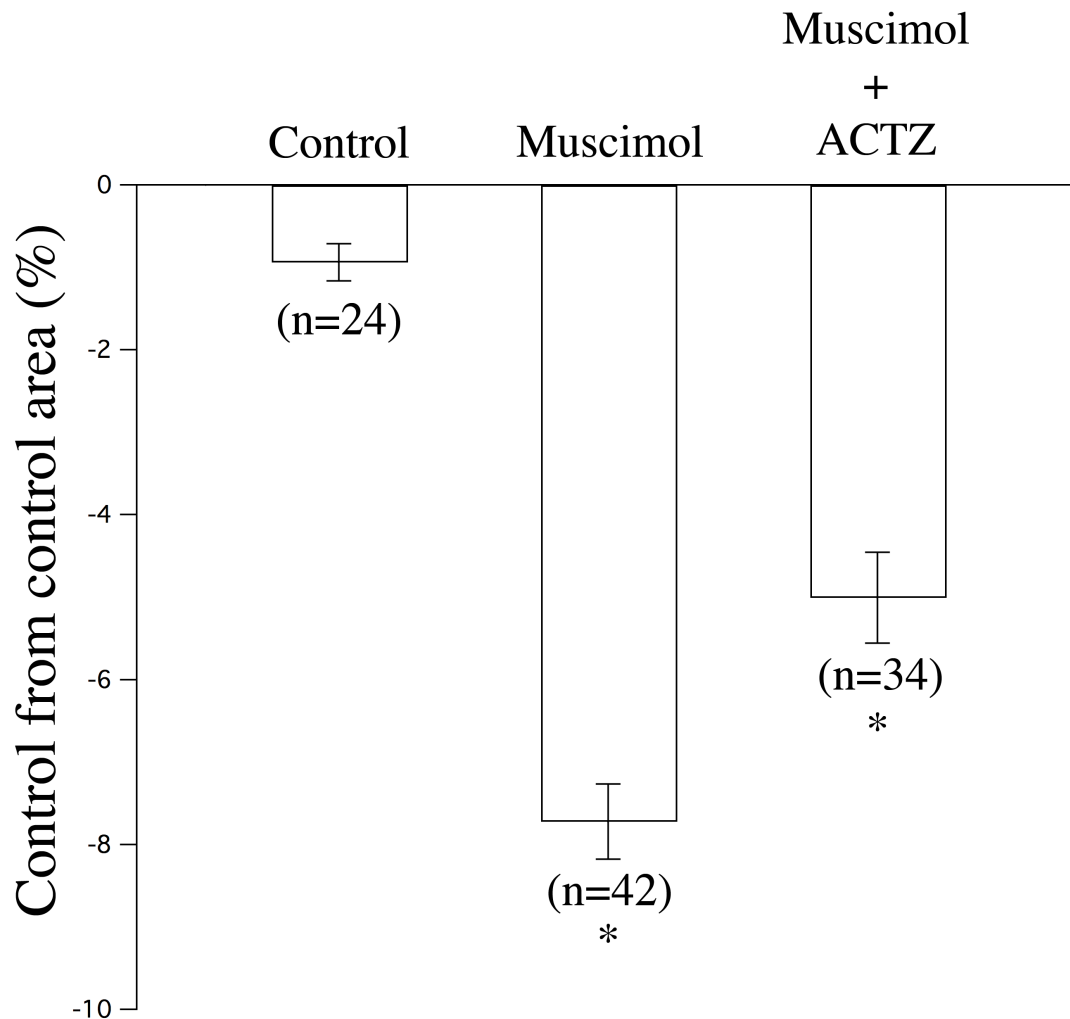 Muscimol
+
ACTZ
Control
Muscimol
0
-2
-4
-6
-8
-10
Control from control area (%)
(n=24)
(n=42)
*
(n=34)
*